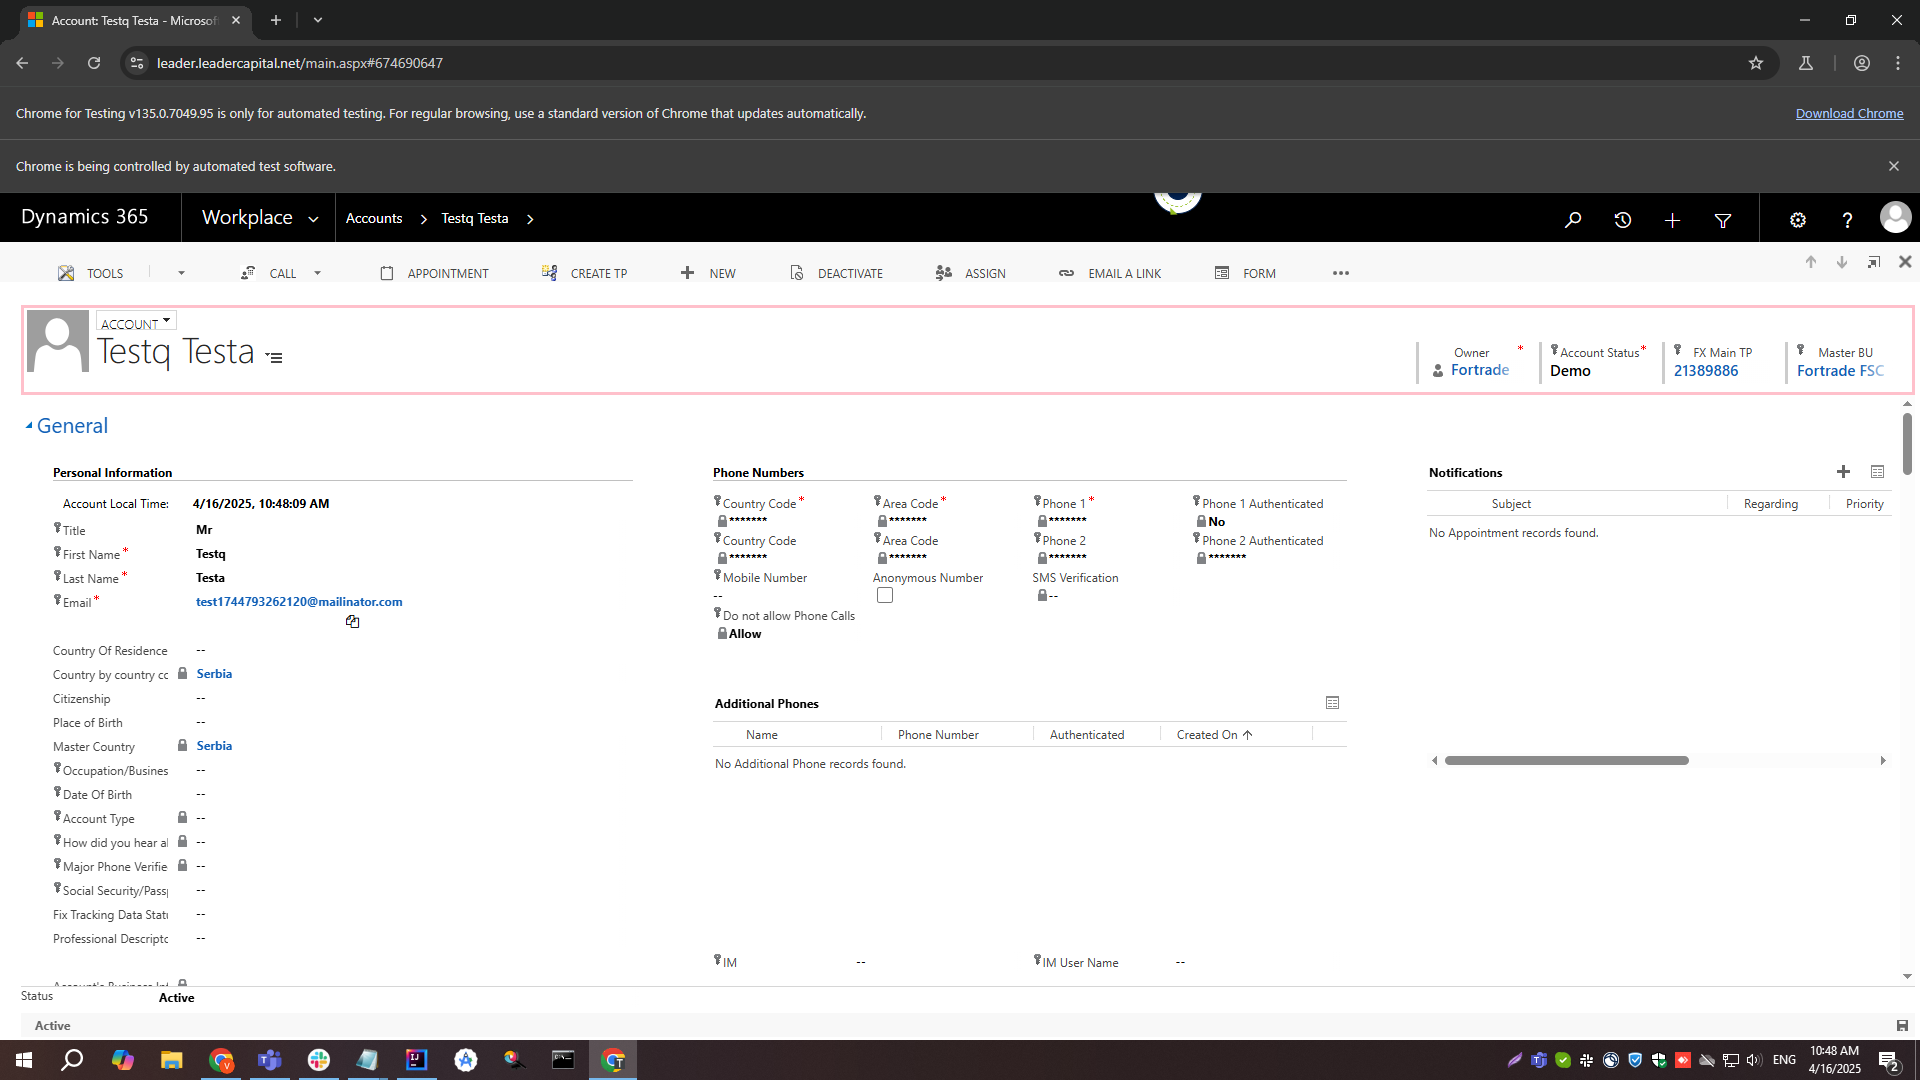 Account: Testq Testa - Microsof
leader.leadercapital.net/main.aspx#674690647
Chrome for Testing v135.0.7049.95 is only for automated testing. For regular browsing, use a standard version of Chrome that updates automatically.
Download Chrome
Chrome is being controlled by automated test software.
Dynamics 365
Workplace
Accounts
Testq Testa
TOOLS
CALL
APPOINTMENT
CREATE TP
NEW
DEACTIVATE
ASSIGN
EMAIL A LINK
FORM
ACCOUNT
Testq Testa
Owner *
Fortrade
Account Status *
Demo
FX Main TP
21389886
Master BU
Fortrade FSC
General
Personal Information
Account Local Time: 4/16/2025, 10:48:09 AM
Title Mr
First Name * Testq
Last Name * Testa
Email * test1744793262120@mailinator.com
Country Of Residence --
Country by country cc Serbia
Citizenship --
Place of Birth --
Master Country Serbia
Occupation/Busines --
Date Of Birth --
Account Type --
How did you hear al --
Major Phone Verifie --
Social Security/Passp --
Fix Tracking Data Statu --
Professional Descripto --
Phone Numbers
Country Code * Area Code * Phone 1 * Phone 1 Authenticated
******* ******* ******* No
Country Code Area Code Phone 2 Phone 2 Authenticated
******* ******* ******* *******
Mobile Number Anonymous Number SMS Verification
-- --
Do not allow Phone Calls
Allow
Additional Phones
Name Phone Number Authenticated Created On
No Additional Phone records found.
IM -- IM User Name --
Notifications
Subject Regarding Priority
No Appointment records found.
Status Active
Active
ENG
10:48 AM
4/16/2025
2